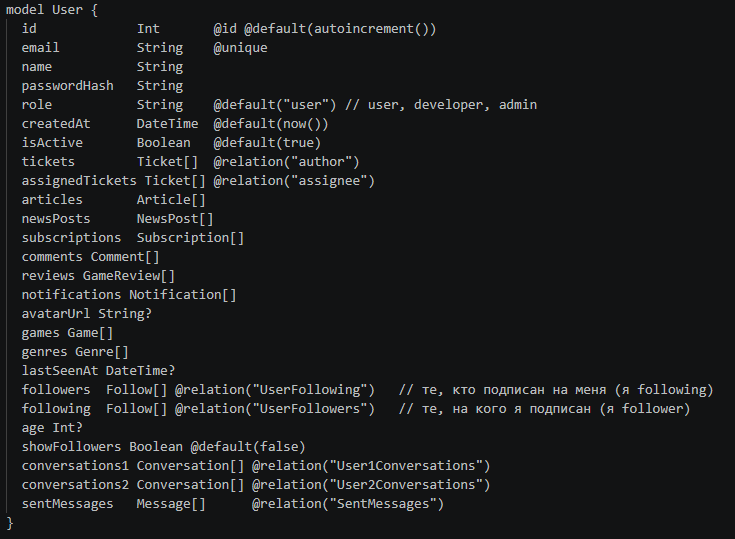 model User {
  id             Int       @id @default(autoincrement())
  email          String    @unique
  name           String
  passwordHash   String
  role           String    @default("user") // user, developer, admin
  createdAt      DateTime  @default(now())
  isActive       Boolean   @default(true)
  tickets        Ticket[]  @relation("author")
  assignedTickets Ticket[] @relation("assignee")
  articles       Article[]
  newsPosts      NewsPost[]
  subscriptions  Subscription[]
  comments Comment[]
  reviews GameReview[]
  notifications Notification[]
  avatarUrl String?
  games Game[]
  genres Genre[]
  lastSeenAt DateTime?
  followers  Follow[] @relation("UserFollowing")   // те, кто подписан на меня (я following)
  following  Follow[] @relation("UserFollowers")   // те, на кого я подписан (я follower)
  age Int?
  showFollowers Boolean @default(false)
  conversations1 Conversation[] @relation("User1Conversations")
  conversations2 Conversation[] @relation("User2Conversations")
  sentMessages   Message[]      @relation("SentMessages")
}